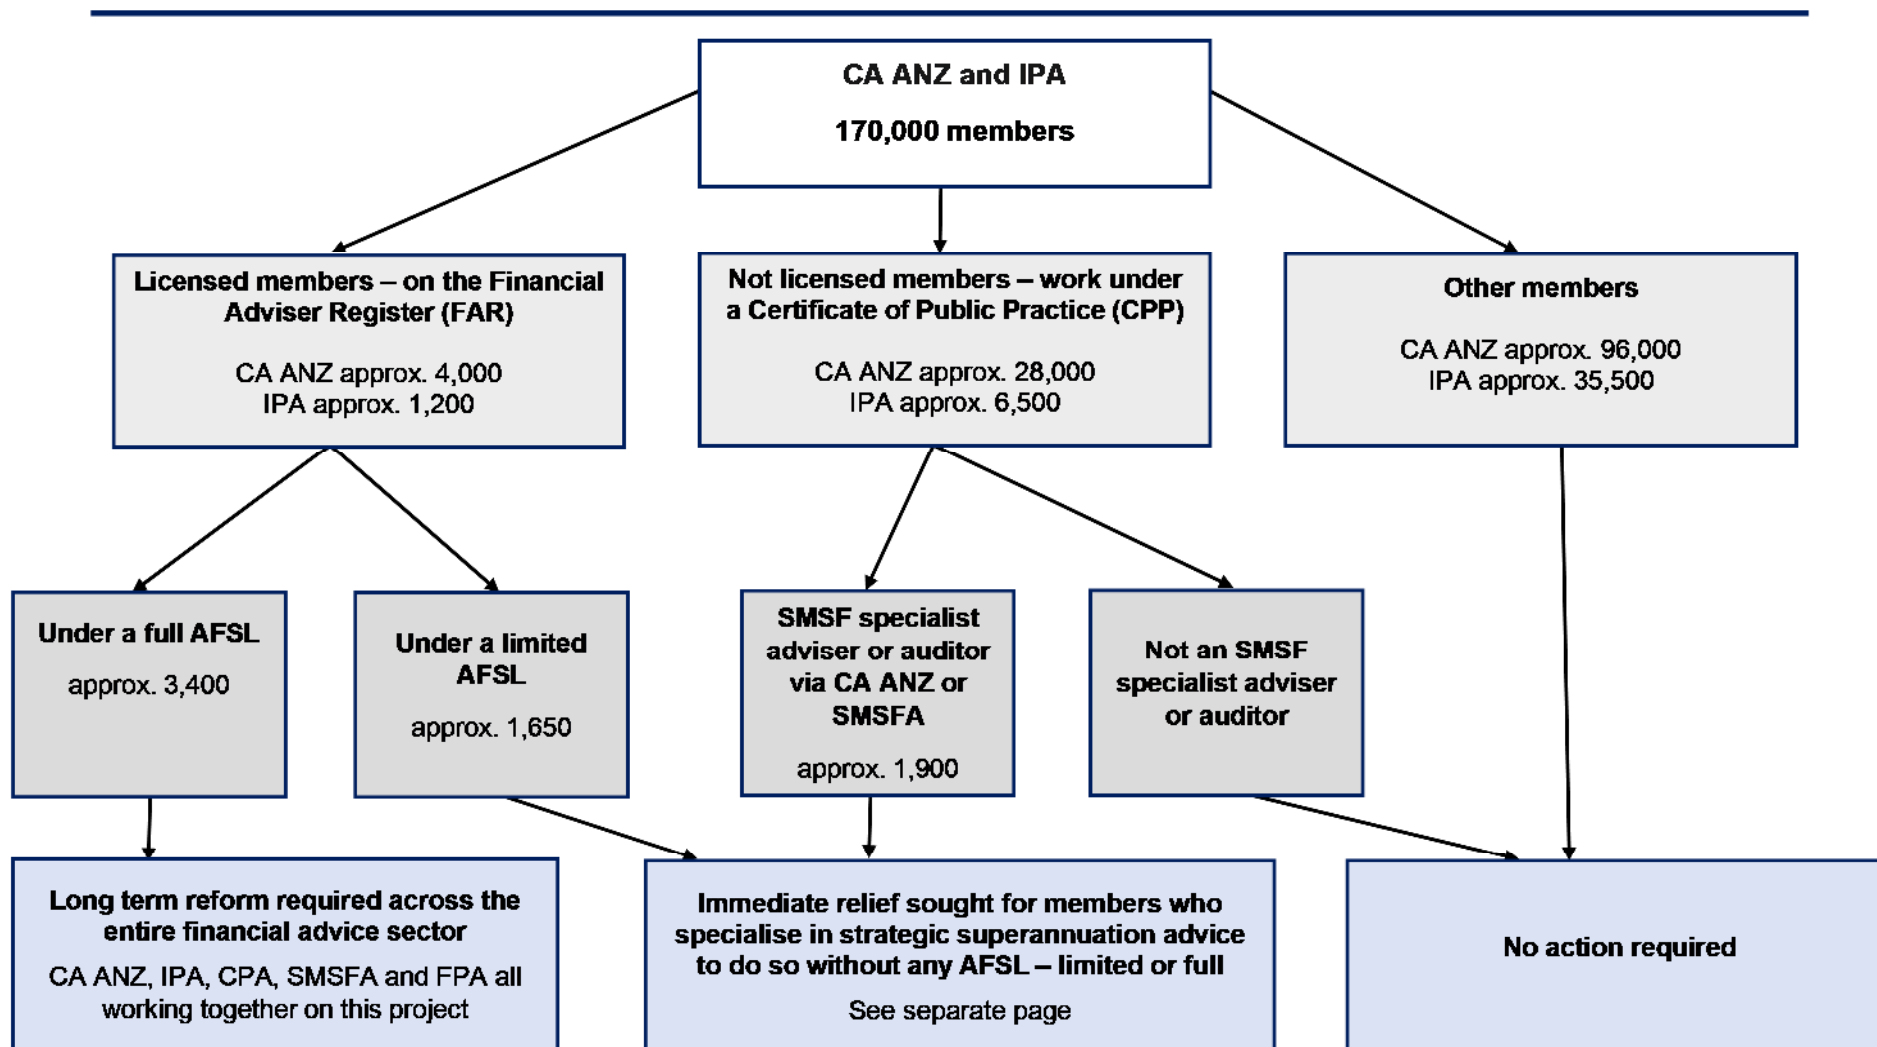 CA ANZ and IPA
170,000 members
Licensed members – on the Financial
Adviser Register (FAR)
CA ANZ approx. 4,000
IPA approx. 1,200
Not licensed members – work under
a Certificate of Public Practice (CPP)
CA ANZ approx. 28,000
IPA approx. 6,500
Other members
CA ANZ approx. 96,000
IPA approx. 35,500
Under a full AFSL
approx. 3,400
Under a limited
AFSL
approx. 1,650
SMSF specialist
adviser or auditor
via CA ANZ or
SMSFA
approx. 1,900
Not an SMSF
specialist adviser
or auditor
Long term reform required across the
entire financial advice sector
CA ANZ, IPA, CPA, SMSFA and FPA all
working together on this project
Immediate relief sought for members who
specialise in strategic superannuation advice
to do so without any AFSL – limited or full
See separate page
No action required